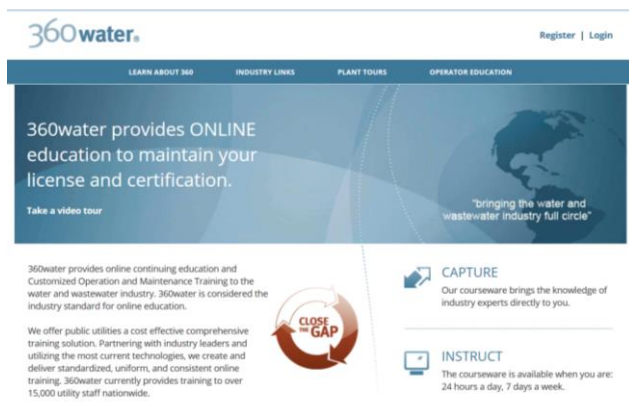 360water®
Register | Login
LEARN ABOUT 360 INDUSTRY LINKS PLANT TOURS OPERATOR EDUCATION
360water provides ONLINE
education to maintain your
license and certification.
Take a video tour
"bringing the water and
wastewater industry full circle"
360water provides online continuing education and
Customized Operation and Maintenance Training to the
water and wastewater industry. 360water is considered the
industry standard for online education.
We offer public utilities a cost effective comprehensive
training solution. Partnering with industry leaders and
utilizing the most current technologies, we create and
deliver standardized, uniform, and consistent online
training. 360water currently provides training to over
15,000 utility staff nationwide.
CLOSE
THE GAP
CAPTURE
Our courseware brings the knowledge of
industry experts directly to you.
INSTRUCT
The courseware is available when you are:
24 hours a day, 7 days a week.